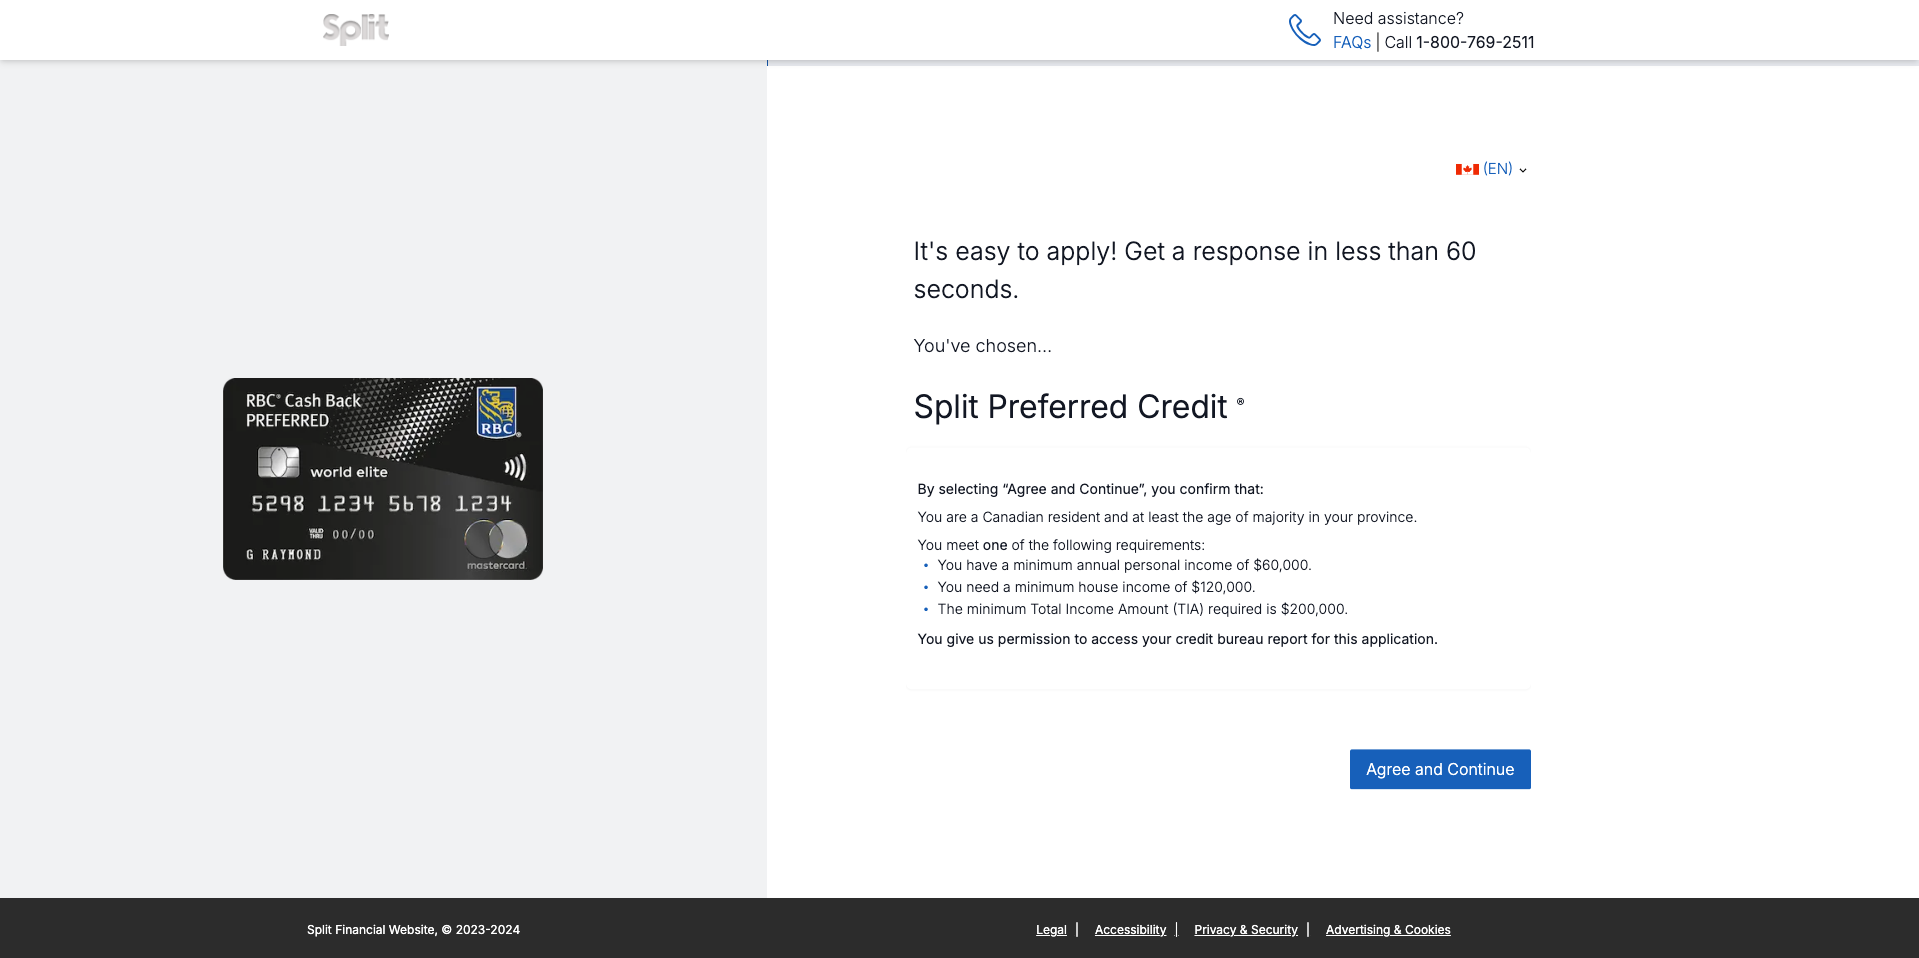 Split
Need assistance?
FAQs | Call 1-800-769-2511
(EN)
It's easy to apply! Get a response in less than 60
seconds.
You've chosen...
Split Preferred Credit ®
RBC® Cash Back
PREFERRED
RBC®
world elite
5298 1234 5678 1234
VALID
THRU 00/00
G RAYMOND
mastercard
By selecting “Agree and Continue”, you confirm that:
You are a Canadian resident and at least the age of majority in your province.
You meet one of the following requirements:
• You have a minimum annual personal income of $60,000.
• You need a minimum house income of $120,000.
• The minimum Total Income Amount (TIA) required is $200,000.
You give us permission to access your credit bureau report for this application.
Agree and Continue
Split Financial Website, © 2023-2024
Legal | Accessibility | Privacy & Security | Advertising & Cookies